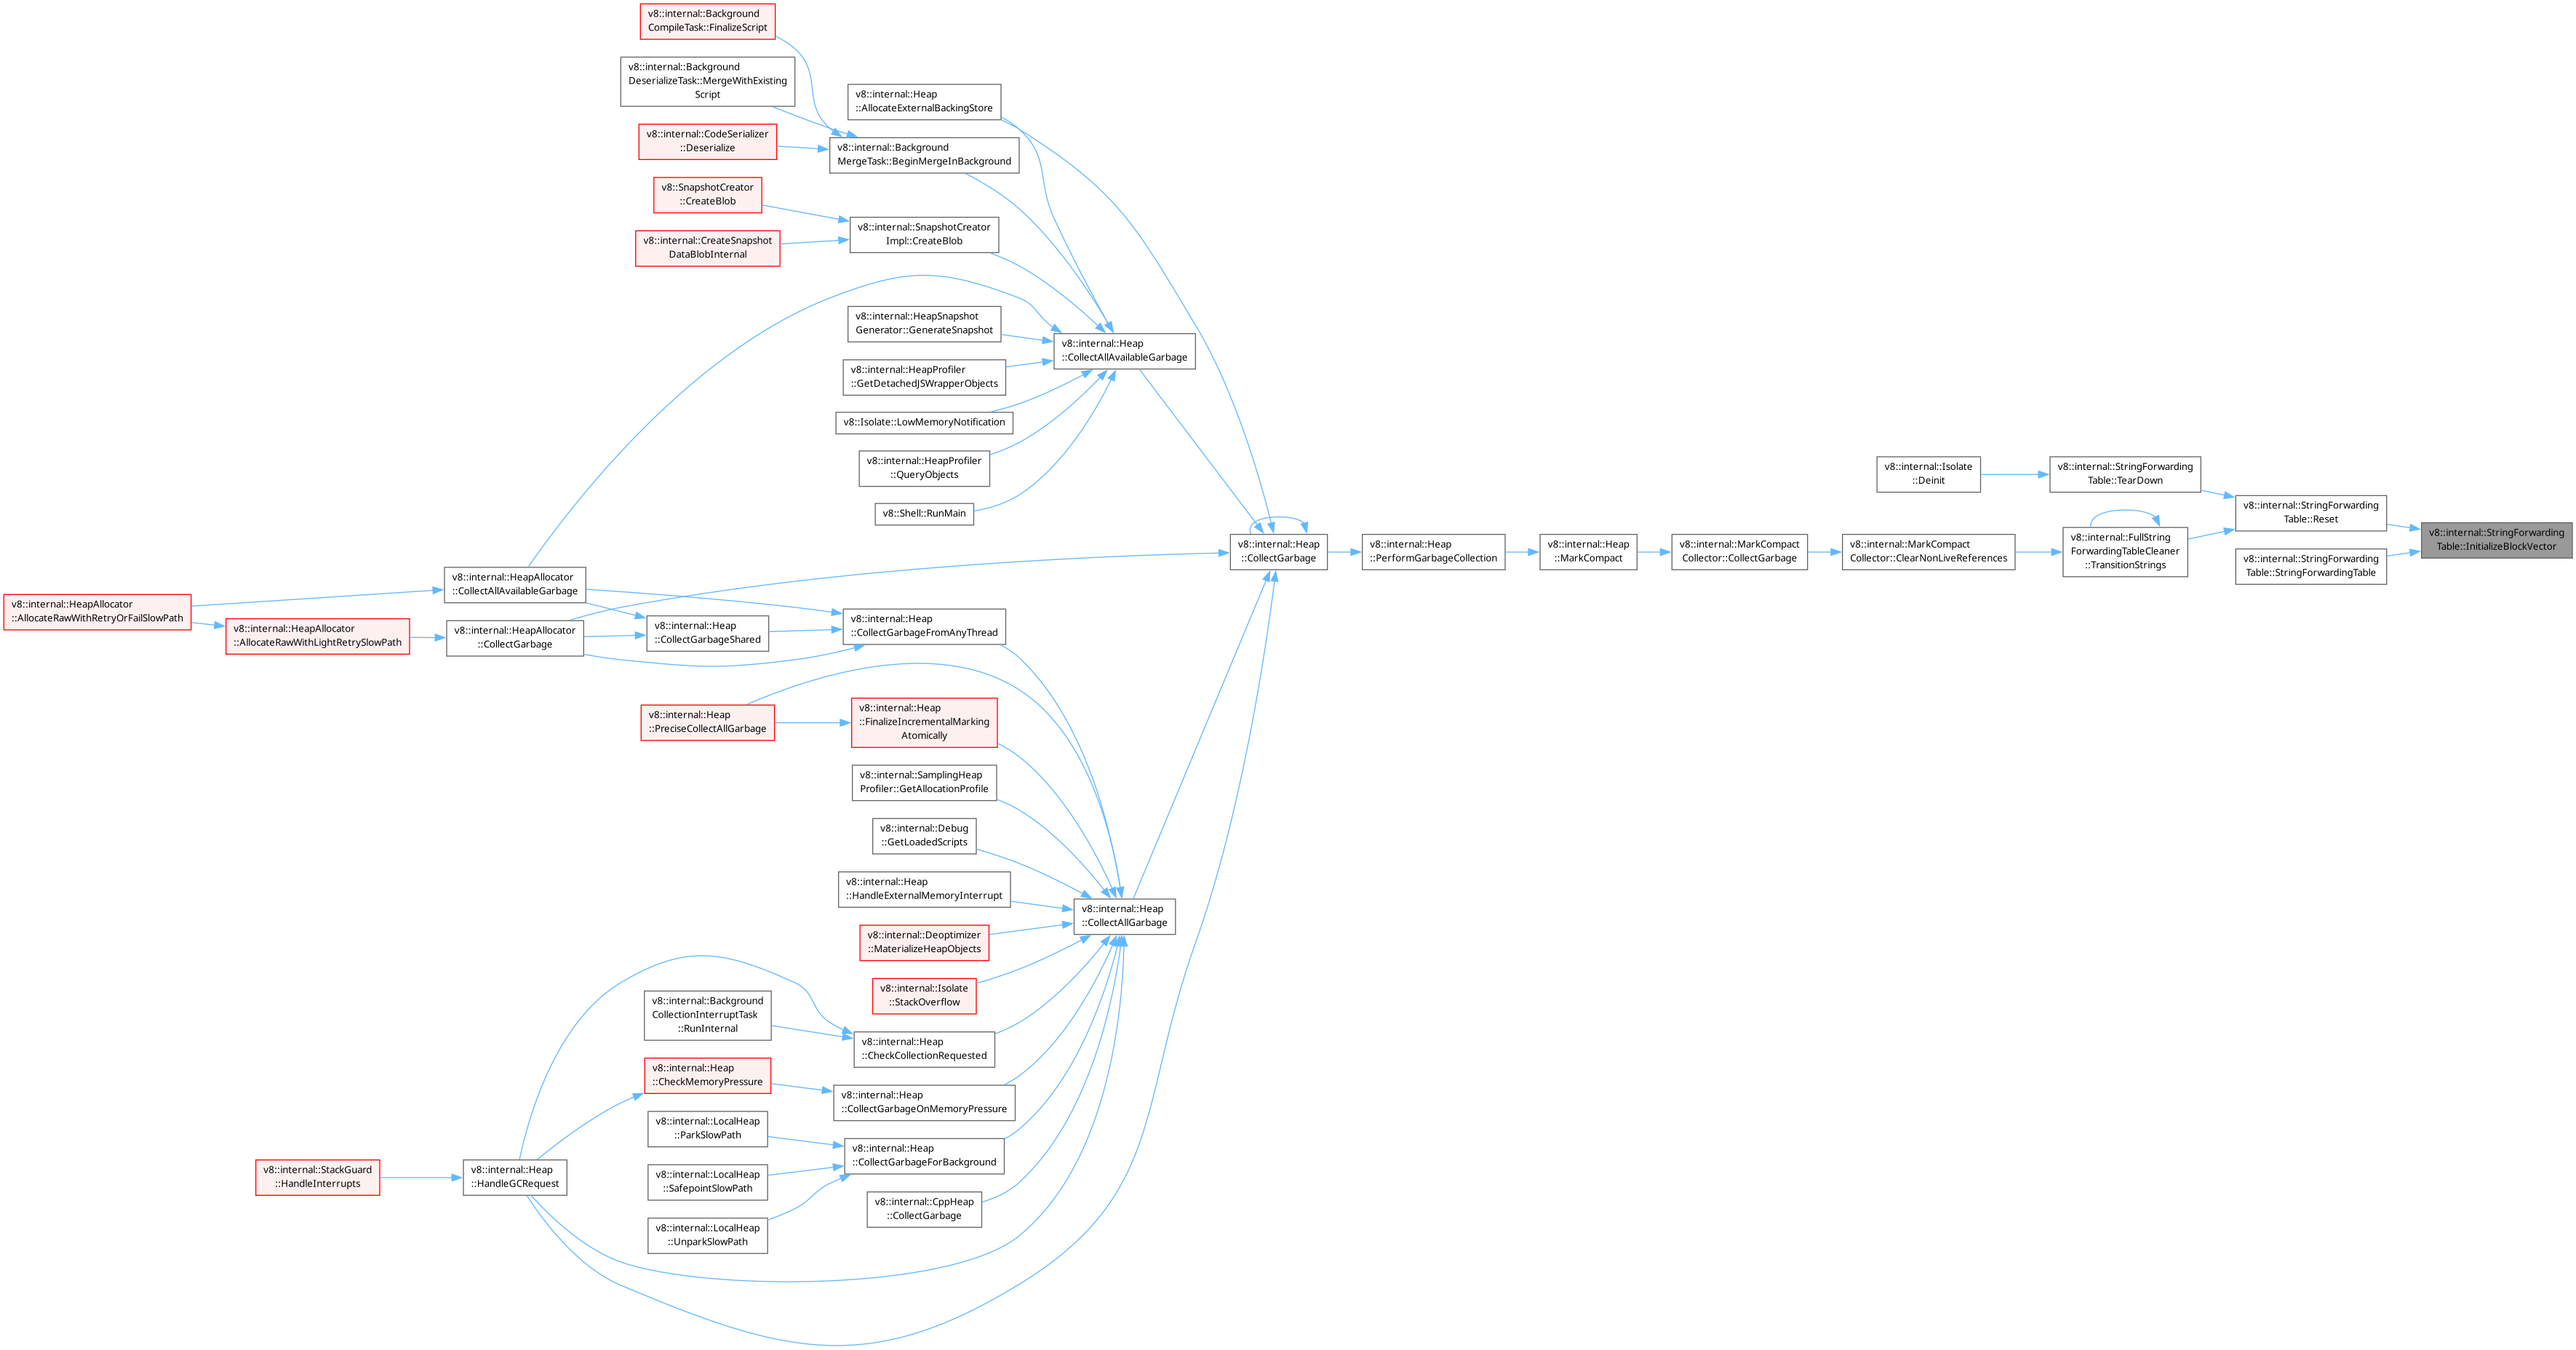 v8::internal::Background
CompileTask::FinalizeScript
v8::internal::Background
DeserializeTask::MergeWithExisting
Script
v8::internal::Heap
::AllocateExternalBackingStore
v8::internal::CodeSerializer
::Deserialize
v8::internal::Background
MergeTask::BeginMergeInBackground
v8::SnapshotCreator
::CreateBlob
v8::internal::SnapshotCreator
Impl::CreateBlob
v8::internal::CreateSnapshot
DataBlobInternal
v8::internal::HeapSnapshot
Generator::GenerateSnapshot
v8::internal::Heap
::CollectAllAvailableGarbage
v8::internal::HeapProfiler
::GetDetachedJSWrapperObjects
v8::Isolate::LowMemoryNotification
v8::internal::HeapProfiler
::QueryObjects
v8::Shell::RunMain
v8::internal::Isolate
::Deinit
v8::internal::StringForwarding
Table::TearDown
v8::internal::StringForwarding
Table::Reset
v8::internal::StringForwarding
Table::InitializeBlockVector
v8::internal::Heap
::CollectGarbage
v8::internal::Heap
::PerformGarbageCollection
v8::internal::Heap
::MarkCompact
v8::internal::MarkCompact
Collector::CollectGarbage
v8::internal::MarkCompact
Collector::ClearNonLiveReferences
v8::internal::FullString
ForwardingTableCleaner
::TransitionStrings
v8::internal::StringForwarding
Table::StringForwardingTable
v8::internal::HeapAllocator
::CollectAllAvailableGarbage
v8::internal::HeapAllocator
::AllocateRawWithRetryOrFailSlowPath
v8::internal::HeapAllocator
::AllocateRawWithLightRetrySlowPath
v8::internal::HeapAllocator
::CollectGarbage
v8::internal::Heap
::CollectGarbageShared
v8::internal::Heap
::CollectGarbageFromAnyThread
v8::internal::Heap
::PreciseCollectAllGarbage
v8::internal::Heap
::FinalizeIncrementalMarking
Atomically
v8::internal::SamplingHeap
Profiler::GetAllocationProfile
v8::internal::Debug
::GetLoadedScripts
v8::internal::Heap
::HandleExternalMemoryInterrupt
v8::internal::Heap
::CollectAllGarbage
v8::internal::Deoptimizer
::MaterializeHeapObjects
v8::internal::Isolate
::StackOverflow
v8::internal::Background
CollectionInterruptTask
::RunInternal
v8::internal::Heap
::CheckCollectionRequested
v8::internal::Heap
::CheckMemoryPressure
v8::internal::Heap
::CollectGarbageOnMemoryPressure
v8::internal::LocalHeap
::ParkSlowPath
v8::internal::Heap
::CollectGarbageForBackground
v8::internal::StackGuard
::HandleInterrupts
v8::internal::Heap
::HandleGCRequest
v8::internal::LocalHeap
::SafepointSlowPath
v8::internal::CppHeap
::CollectGarbage
v8::internal::LocalHeap
::UnparkSlowPath